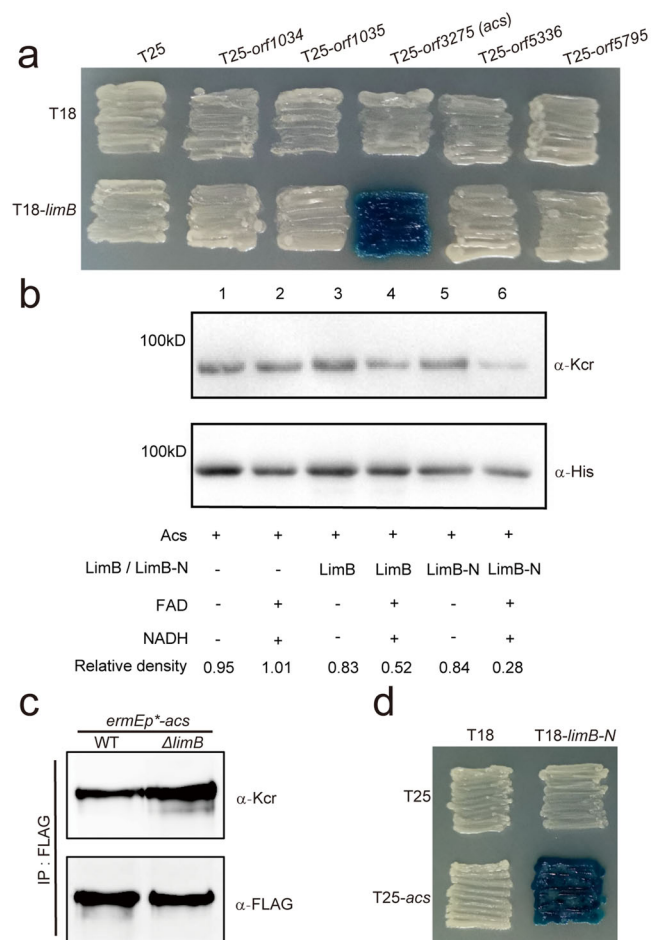 a
T25
T25-orf1034
T25-orf1035
T25-orf3275 (acs)
T25-orf5336
T25-orf5795
T18
T18-limB
b
1 2 3 4 5 6
100kD
α-Kcr
100kD
α-His
Acs + + + + + +
LimB / LimB-N - - LimB LimB LimB-N LimB-N
FAD - + - + - +
NADH - + - + - +
Relative density 0.95 1.01 0.83 0.52 0.84 0.28
c
ermEp*-acs
WT ΔlimB
IP : FLAG
α-Kcr
α-FLAG
d
T18 T18-limB-N
T25
T25-acs